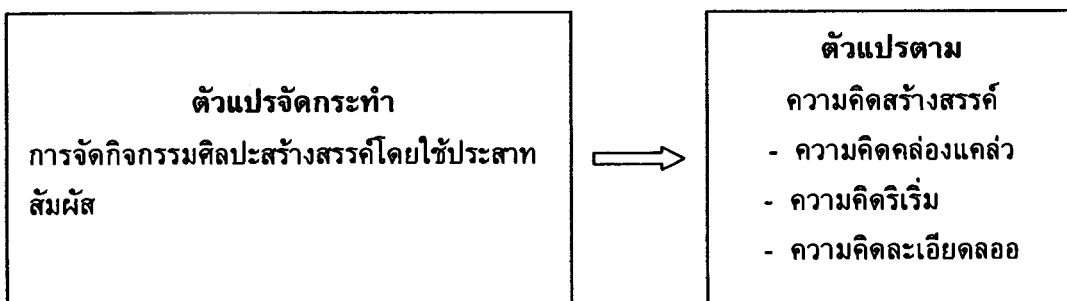 ตัวแปรจัดกระทำ
การจัดกิจกรรมศิลปะสร้างสรรค์โดยใช้ประสาท
สัมผัส
ตัวแปรตาม
ความคิดสร้างสรรค์
- ความคิดคล่องแคล่ว
- ความคิดริเริ่ม
- ความคิดละเอียดลออ